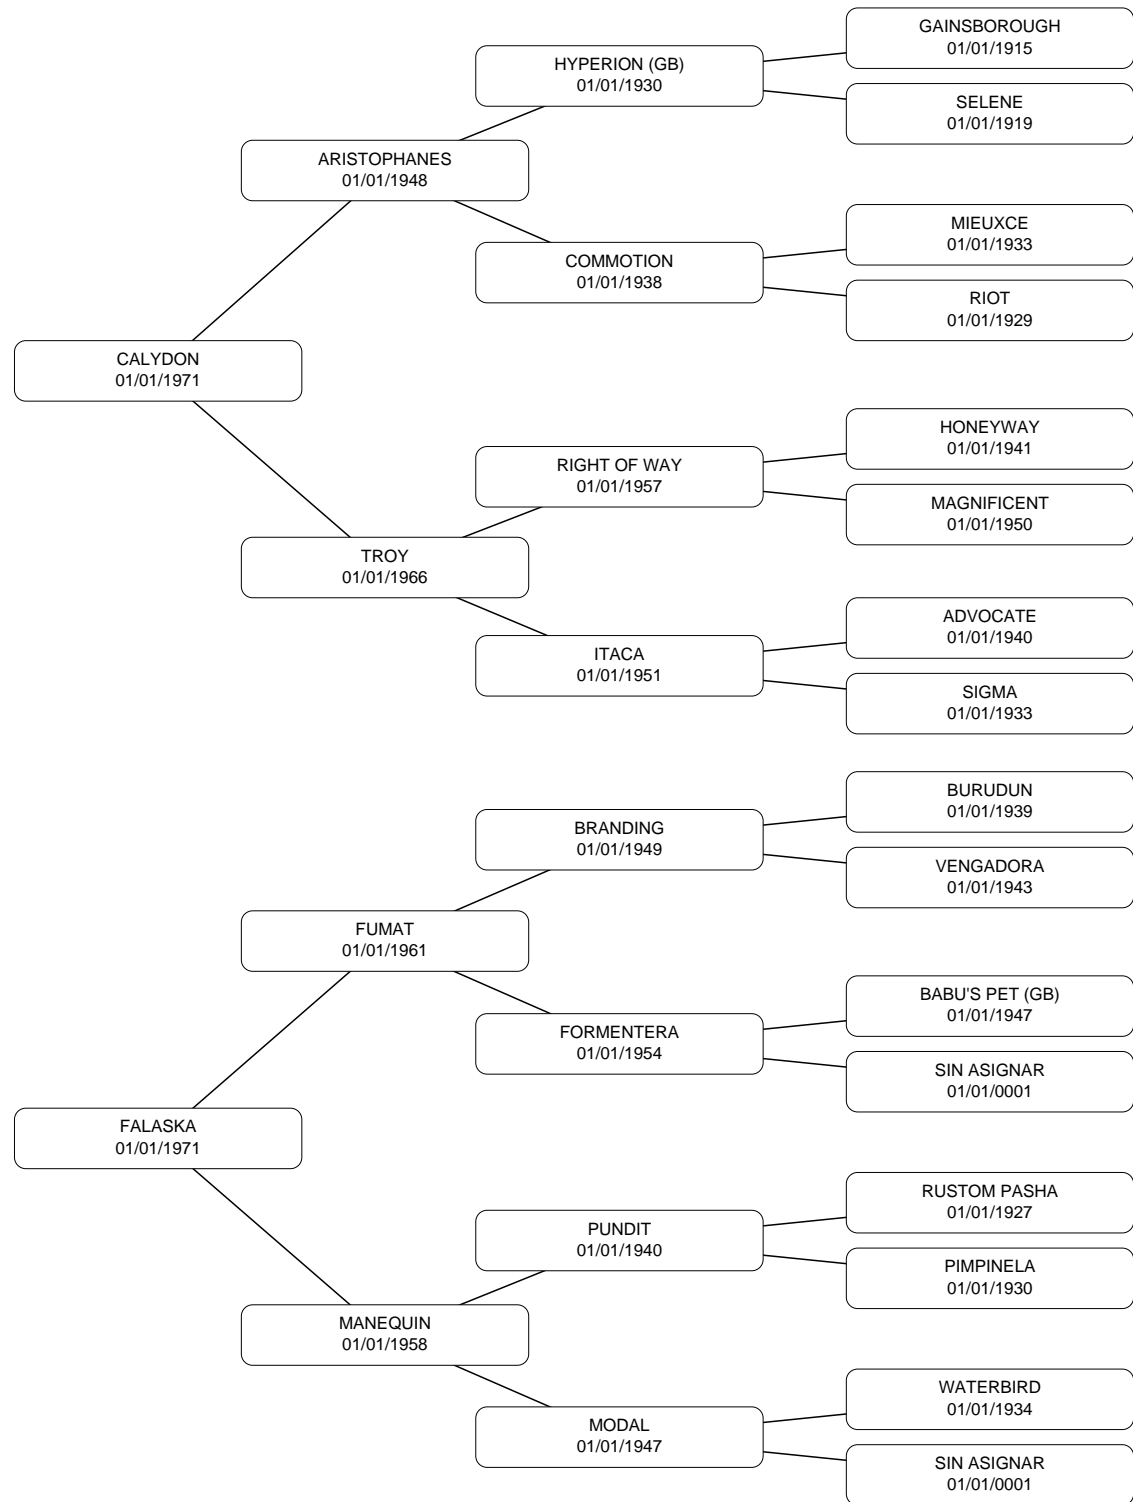 GAINSBOROUGH
01/01/1915
HYPERION (GB)
01/01/1930
SELENE
01/01/1919
ARISTOPHANES
01/01/1948
MIEUXCE
01/01/1933
COMMOTION
01/01/1938
RIOT
01/01/1929
CALYDON
01/01/1971
HONEYWAY
01/01/1941
RIGHT OF WAY
01/01/1957
MAGNIFICENT
01/01/1950
TROY
01/01/1966
ADVOCATE
01/01/1940
ITACA
01/01/1951
SIGMA
01/01/1933
BURUDUN
01/01/1939
BRANDING
01/01/1949
VENGADORA
01/01/1943
FUMAT
01/01/1961
BABU'S PET (GB)
01/01/1947
FORMENTERA
01/01/1954
SIN ASIGNAR
01/01/0001
FALASKA
01/01/1971
RUSTOM PASHA
01/01/1927
PUNDIT
01/01/1940
PIMPINELA
01/01/1930
MANEQUIN
01/01/1958
WATERBIRD
01/01/1934
MODAL
01/01/1947
SIN ASIGNAR
01/01/0001